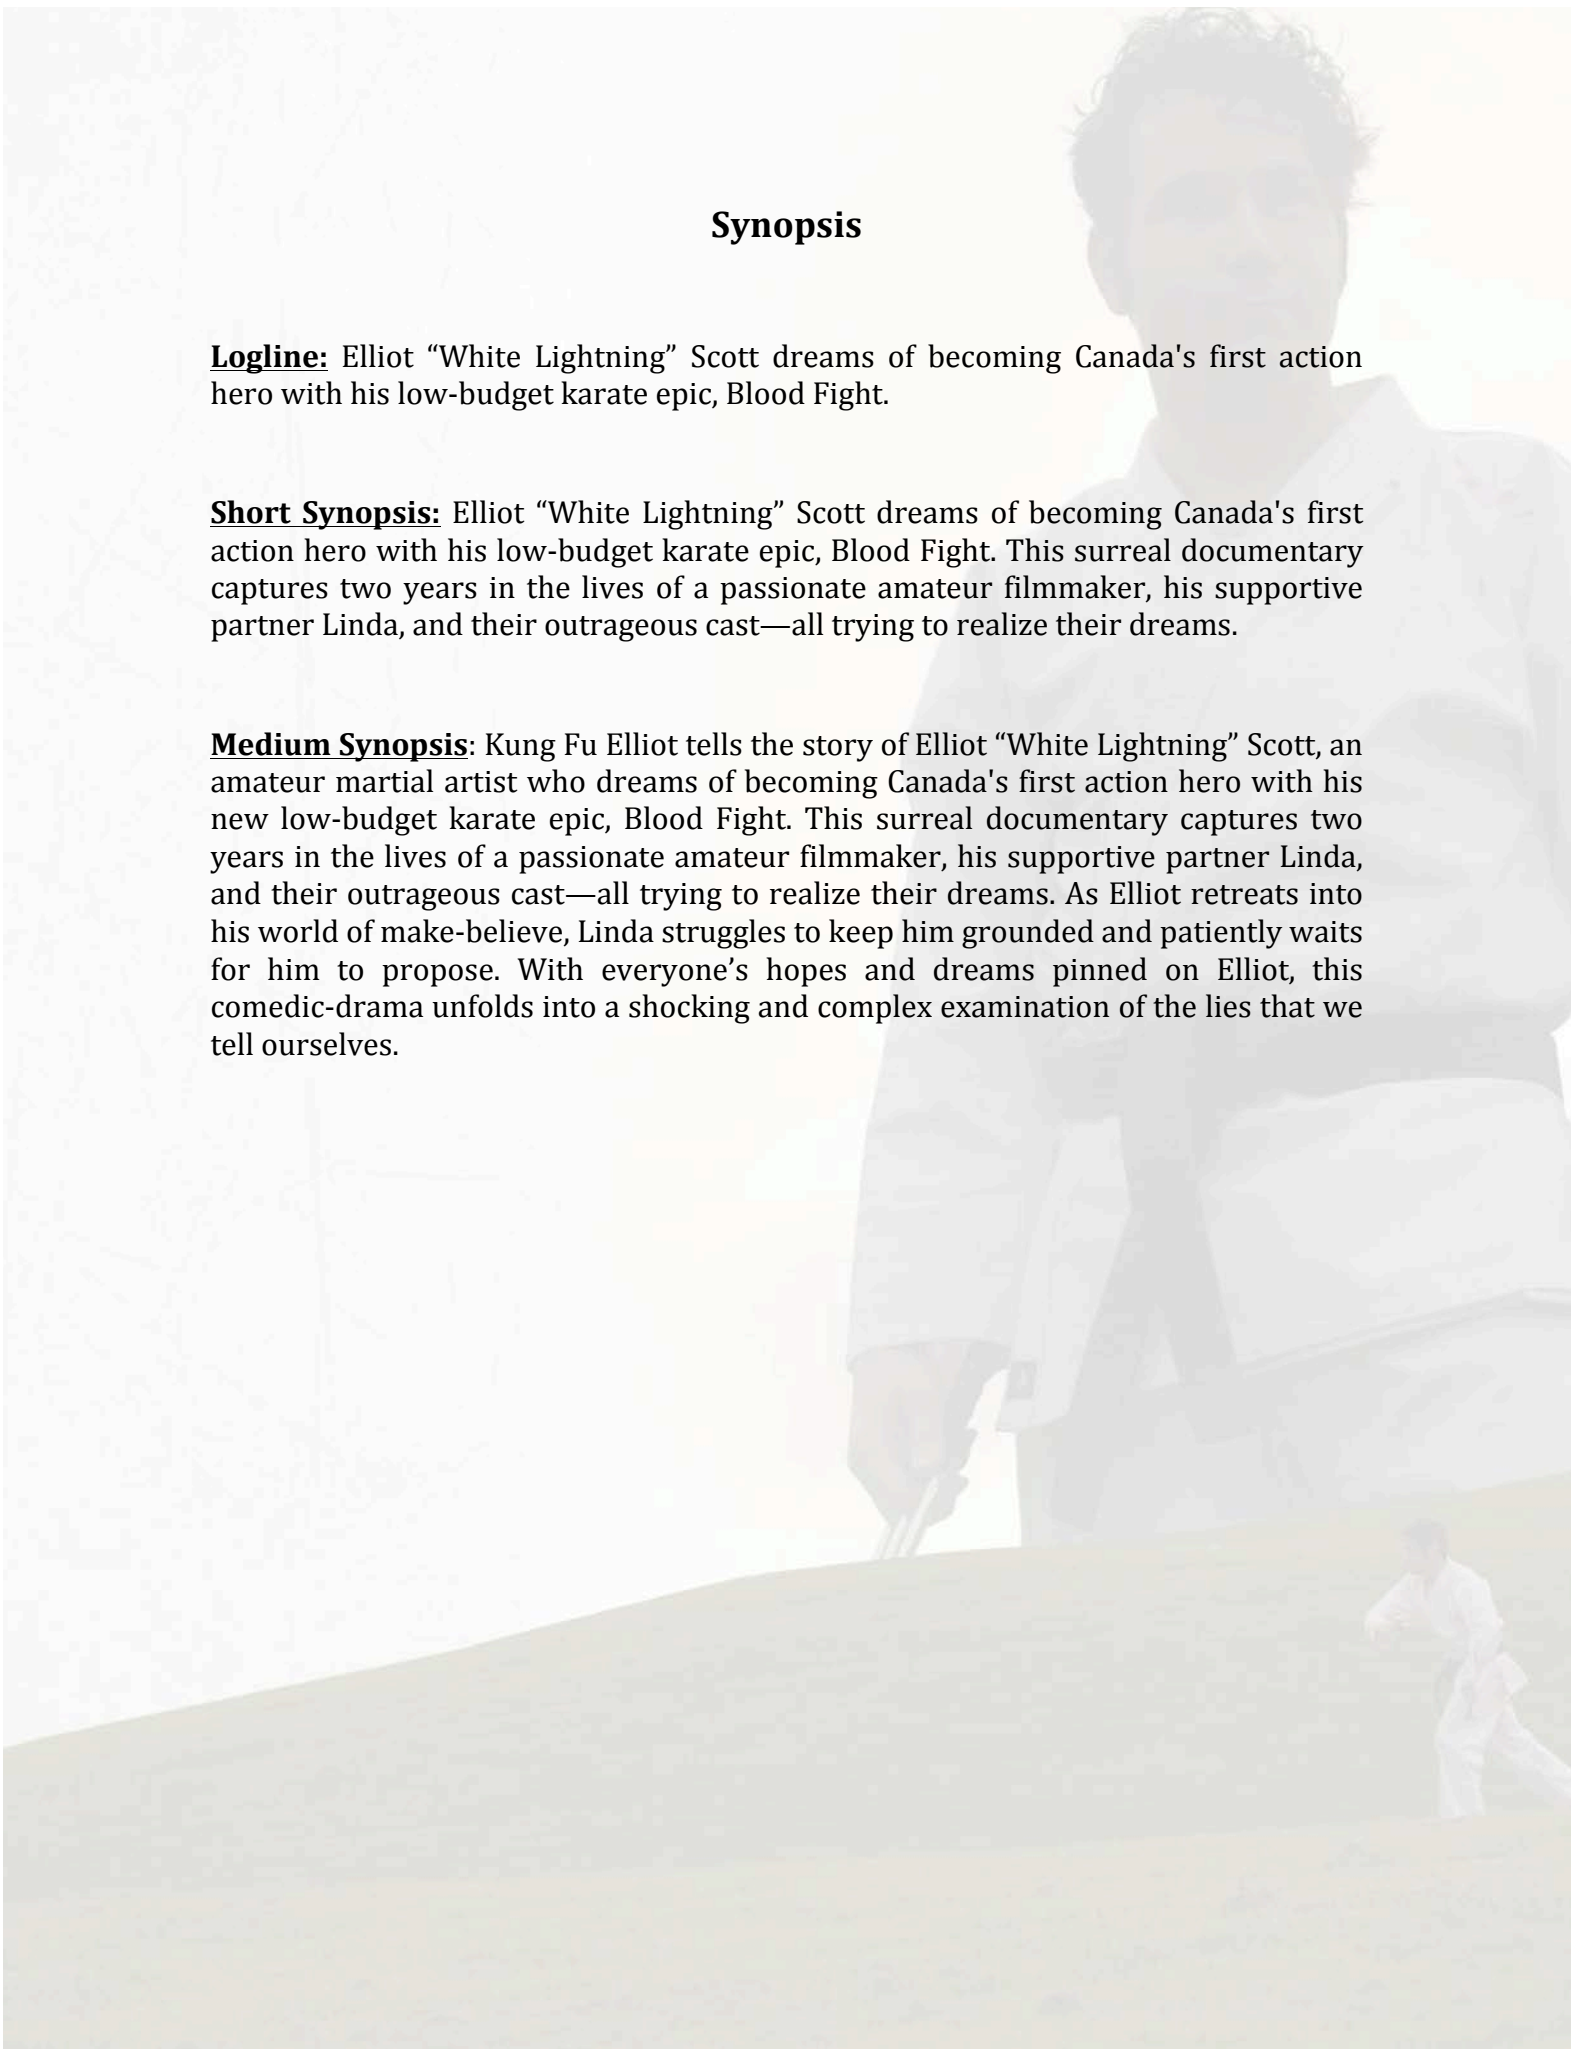 Synopsis
Logline: Elliot “White Lightning” Scott dreams of becoming Canada's first action
hero with his low-budget karate epic, Blood Fight.
Short Synopsis: Elliot “White Lightning” Scott dreams of becoming Canada's first
action hero with his low-budget karate epic, Blood Fight. This surreal documentary
captures two years in the lives of a passionate amateur filmmaker, his supportive
partner Linda, and their outrageous cast—all trying to realize their dreams.
Medium Synopsis: Kung Fu Elliot tells the story of Elliot “White Lightning” Scott, an
amateur martial artist who dreams of becoming Canada's first action hero with his
new low-budget karate epic, Blood Fight. This surreal documentary captures two
years in the lives of a passionate amateur filmmaker, his supportive partner Linda,
and their outrageous cast—all trying to realize their dreams. As Elliot retreats into
his world of make-believe, Linda struggles to keep him grounded and patiently waits
for him to propose. With everyone’s hopes and dreams pinned on Elliot, this
comedic-drama unfolds into a shocking and complex examination of the lies that we
tell ourselves.